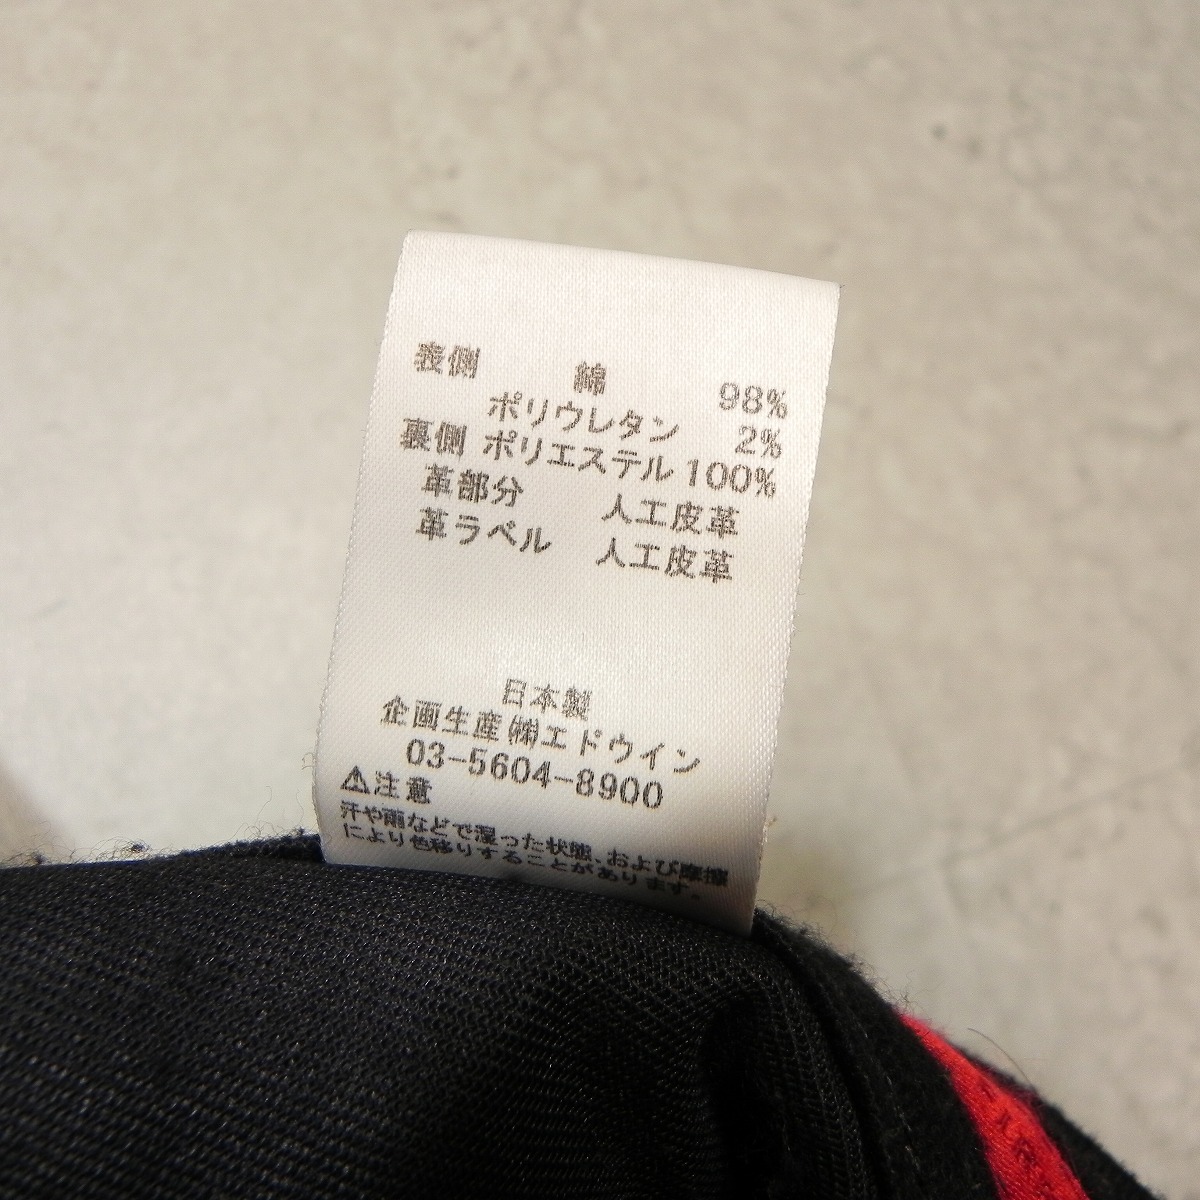 表側 綿 98%
ポリウレタン 2%
裏側 ポリエステル 100%
革部分 人工皮革
革ラベル 人工皮革
日本製
企画生産㈱エドウイン
03-5604-8900
⚠注意
汗や雨などで湿った状態、および摩擦
により色移りすることがあります。